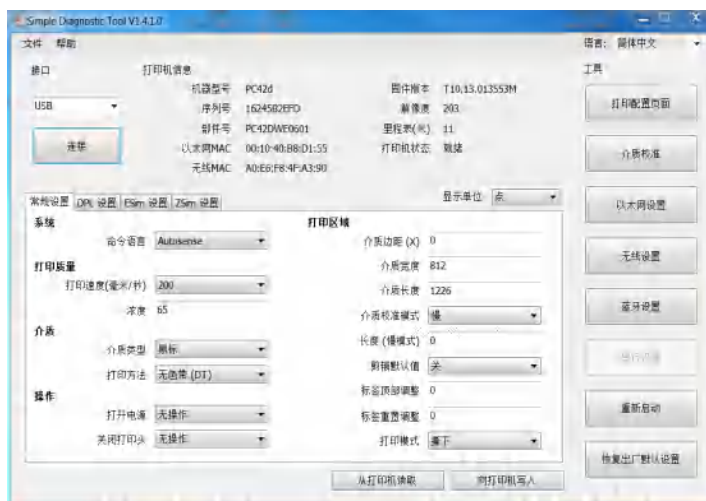 Simple Diagnostic Tool V1.4.1.0
文件 帮助
语言: 简体中文
接口
打印机信息
工具
USB
连接
机器型号 PC42d
序列号 16245B2EFD
部件号 PC42DWE0601
以太网MAC 00:10:40:B8:D1:55
无线MAC A0:E6:F8:4F:A3:90
固件版本 T10.13.013553M
解像度 203
里程表(米) 11
打印机状态 就绪
常规设置 DPL 设置 ESim 设置 ZSim 设置
显示单位 点
系统
命令语言 Autosense
打印质量
打印速度(毫米/秒) 200
浓度 65
介质
介质类型 黑标
打印方法 无色带 (DT)
操作
打开电源 无操作
关闭打印头 无操作
打印区域
介质边距 (X) 0
介质宽度 812
介质长度 1226
介质校准模式 慢
长度 (慢模式) 0
剪辑默认值 关
标签顶部调整 0
标签重置调整 0
打印模式 撕下
从打印机读取 向打印机写入
打印配置页面
介质校准
以太网设置
无线设置
蓝牙设置
重新启动
恢复出厂默认设置